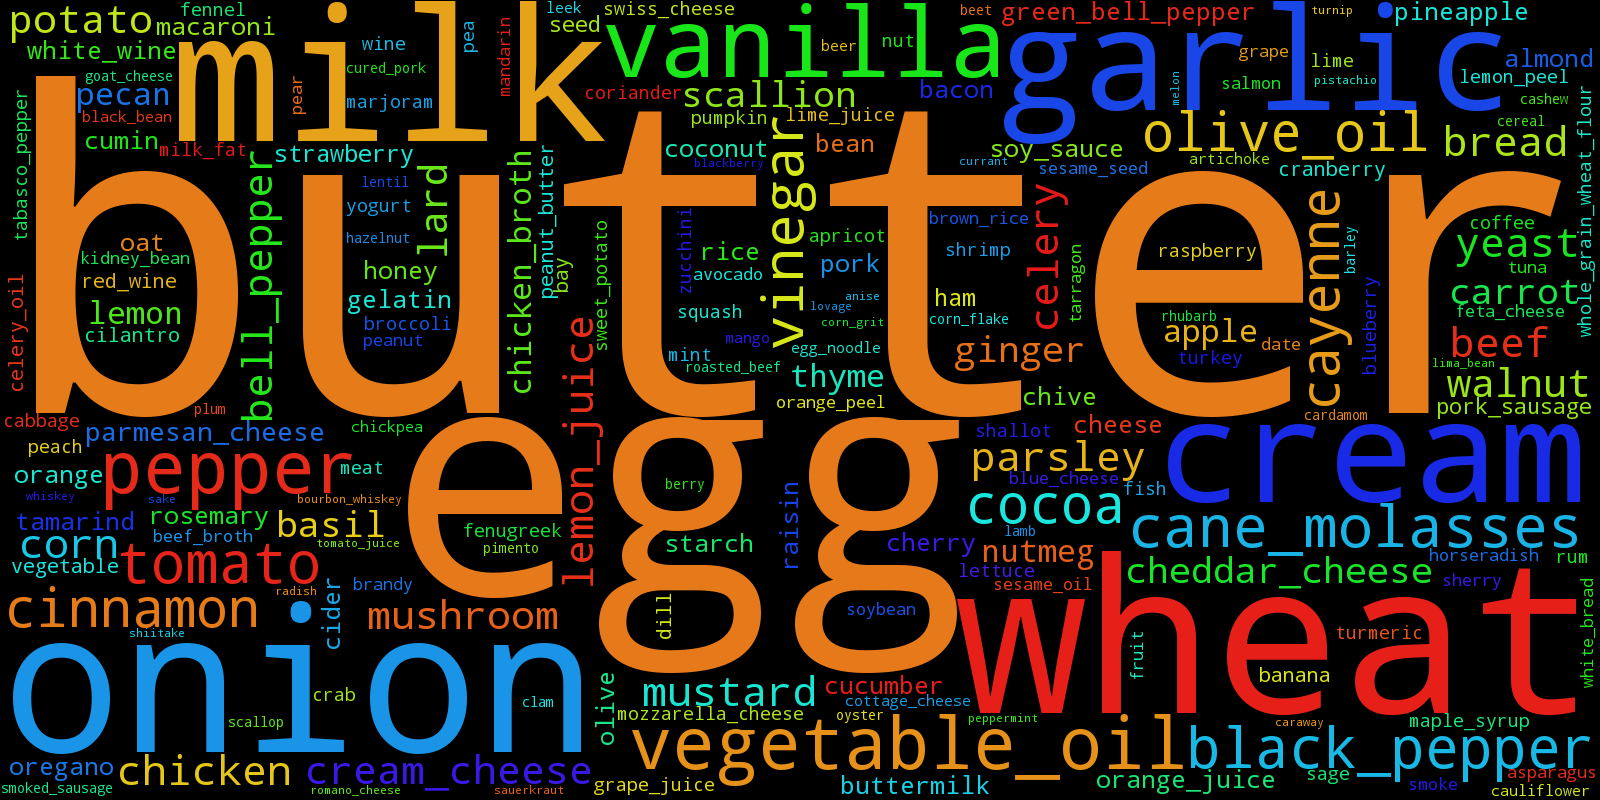 potato
fennel
macaroni
white_wine
goat_cheese
pecan
black_bean
cumin
milk_fat
tabasco_pepper
milk
wine
cured_pork
pear
marjoram
pea
leek
mandarin
seed
swiss_cheese
vanilla
beer
nut
beet
green_bell_pepper
turnip
pineapple
garlic
grape
lime
almond
salmon
pistachio
lemon_peel
melon
cashew
cereal
whole_grain_wheat_flour
coriander
scallion
bacon
pumpkin
lime_juice
bean
coconut
blackberry
vinegar
soy_sauce
currant
sesame_seed
olive_oil
artichoke
cranberry
bread
strawberry
bell_pepper
lentil
yogurt
hazelnut
lard
honey
gelatin
broccoli
peanut
chicken_broth
peanut_butter
bay
butter
oat
kidney_bean
red_wine
lemon
cilantro
celery_oil
sweet_potato
zucchini
rice
avocado
squash
mango
mint
roasted_beef
apricot
pork
anise
lovage
corn_grit
egg_noodle
thyme
orange_peel
brown_rice
shrimp
ham
corn_flake
celery
tarragon
ginger
chive
raspberry
rhubarb
apple
date
turkey
cayenne
barley
blueberry
cardamom
coffee
yeast
tuna
carrot
feta_cheese
beef
lima_bean
walnut
pork_sausage
cabbage
plum
peach
parmesan_cheese
chickpea
orange
pepper
meat
whiskey
sake
bourbon_whiskey
tamarind
rosemary
basil
corn
beef_broth
tomato_juice
vegetable
tomato
egg
fenugreek
pimento
lemon_juice
berry
starch
raisin
shallot
cheese
parsley
blue_cheese
fish
cream
cocoa
lamb
cane_molasses
cherry
nutmeg
lettuce
sesame_oil
horseradish
rum
cheddar_cheese
sherry
cinnamon
radish
brandy
cider
mushroom
shiitake
dill
soybean
wheat
fruit
turmeric
banana
white_bread
onion
crab
scallop
clam
olive
mustard
cucumber
cottage_cheese
mozzarella_cheese
oyster
peppermint
caraway
maple_syrup
vegetable_oil
black_pepper
oregano
smoked_sausage
chicken
cream_cheese
romano_cheese
sauerkraut
grape_juice
buttermilk
orange_juice
sage
smoke
asparagus
cauliflower